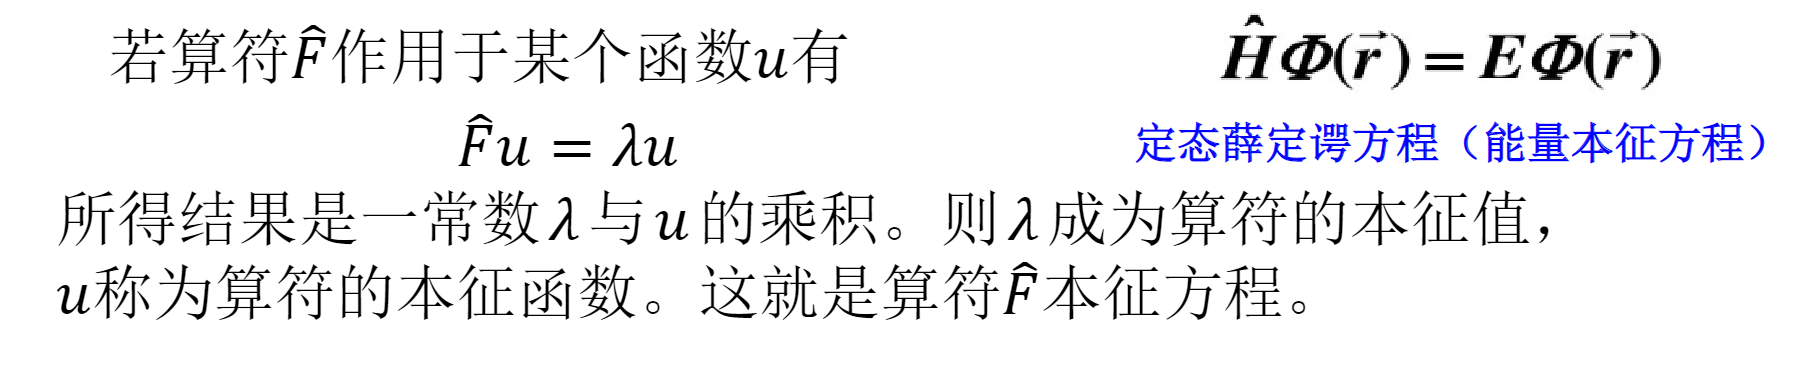 若算符F̂作用于某个函数u有
F̂u = λu
所得结果是一常数λ与u的乘积。则λ成为算符的本征值，
u称为算符的本征函数。这就是算符F̂本征方程。
ĤΦ(r⃗) = EΦ(r⃗)
定态薛定谔方程（能量本征方程）